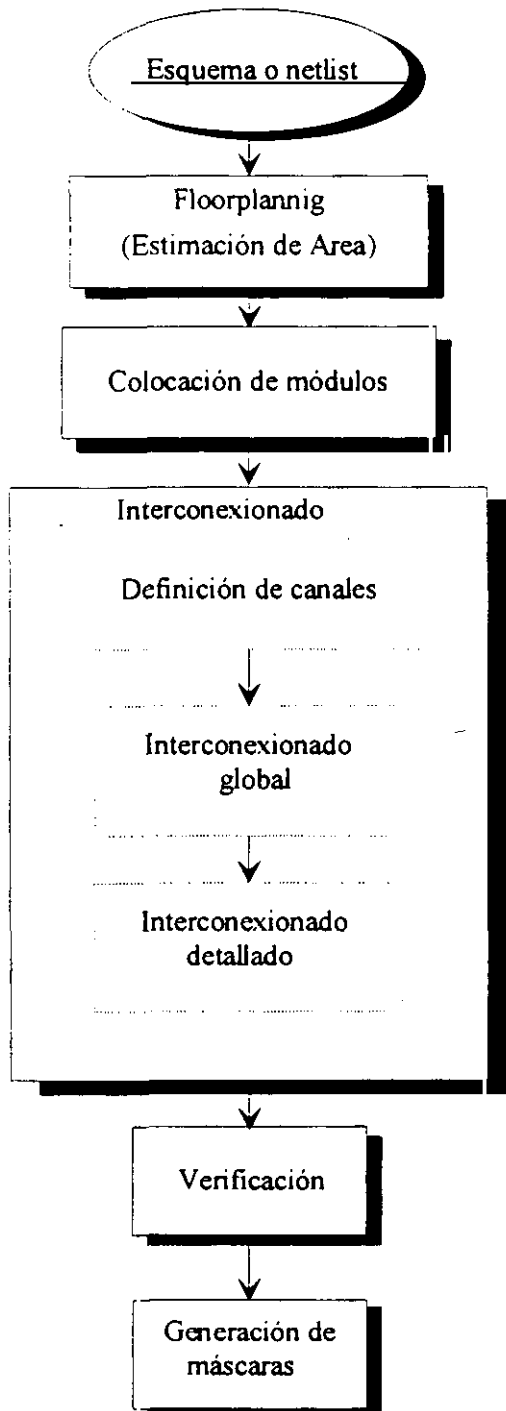 Esquema o netlist
Floorplannig
(Estimación de Area)
Colocación de módulos
Interconexionado
Definición de canales
Interconexionado
global
Interconexionado
detallado
Verificación
Generación de
máscaras